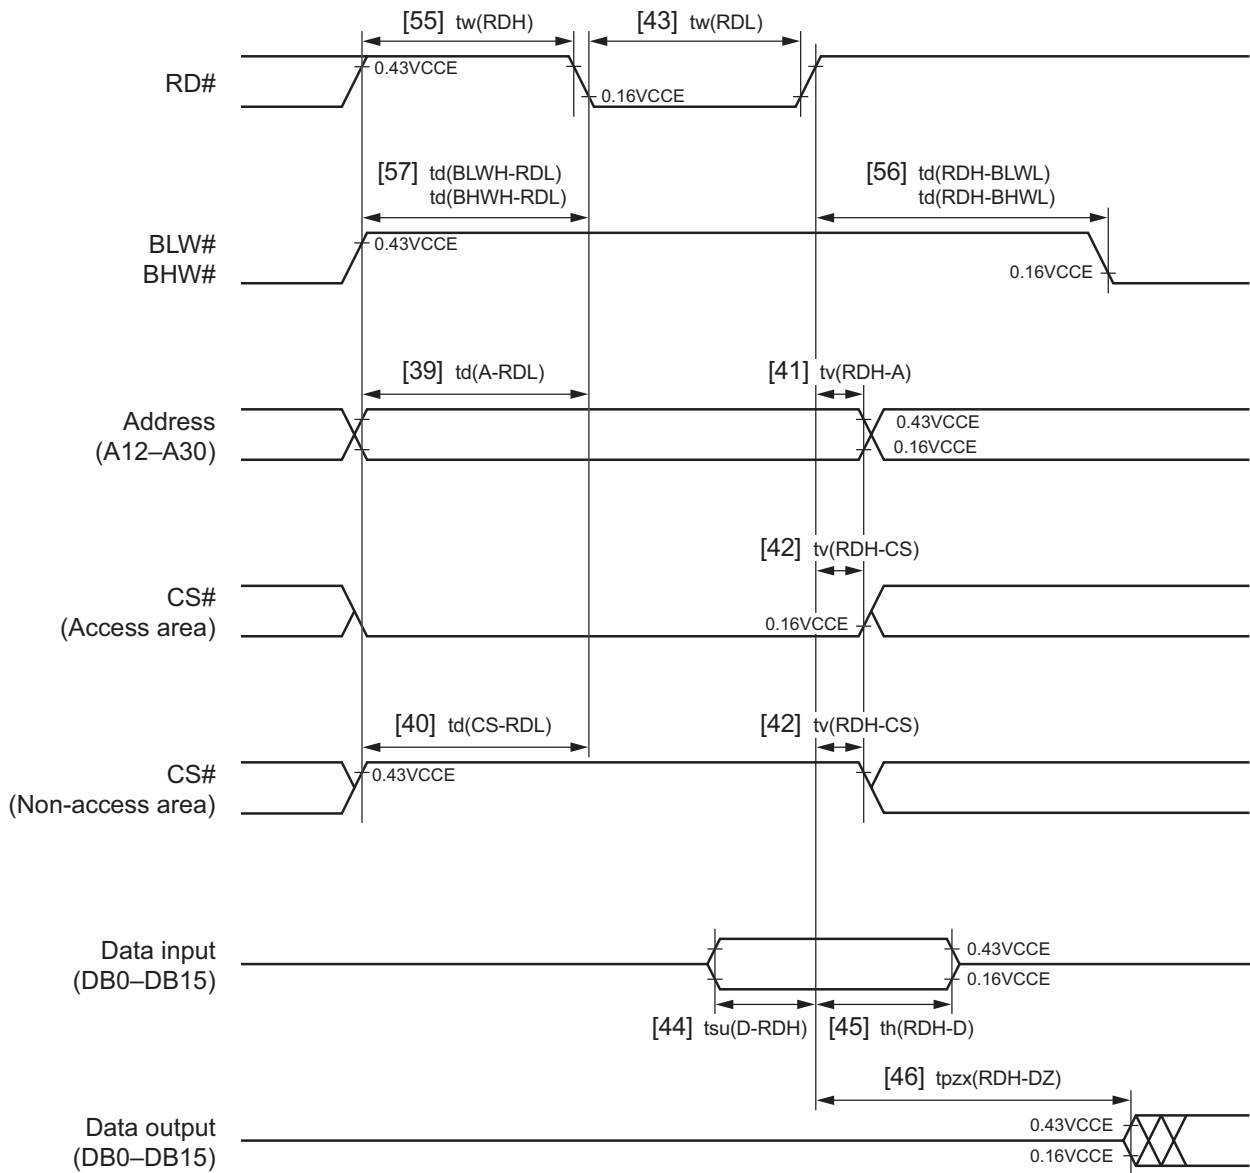 [55] tw(RDH)
[43] tw(RDL)
RD#
0.43VCCE
0.16VCCE
[57] td(BLWH-RDL)
td(BHWH-RDL)
[56] td(RDH-BLWL)
td(RDH-BHWL)
BLW#
BHW#
0.43VCCE
0.16VCCE
[39] td(A-RDL)
[41] tv(RDH-A)
Address
(A12–A30)
0.43VCCE
0.16VCCE
[42] tv(RDH-CS)
CS#
(Access area)
0.16VCCE
[40] td(CS-RDL)
[42] tv(RDH-CS)
CS#
(Non-access area)
0.43VCCE
Data input
(DB0–DB15)
0.43VCCE
0.16VCCE
[44] tsu(D-RDH)
[45] th(RDH-D)
[46] tpzx(RDH-DZ)
Data output
(DB0–DB15)
0.43VCCE
0.16VCCE